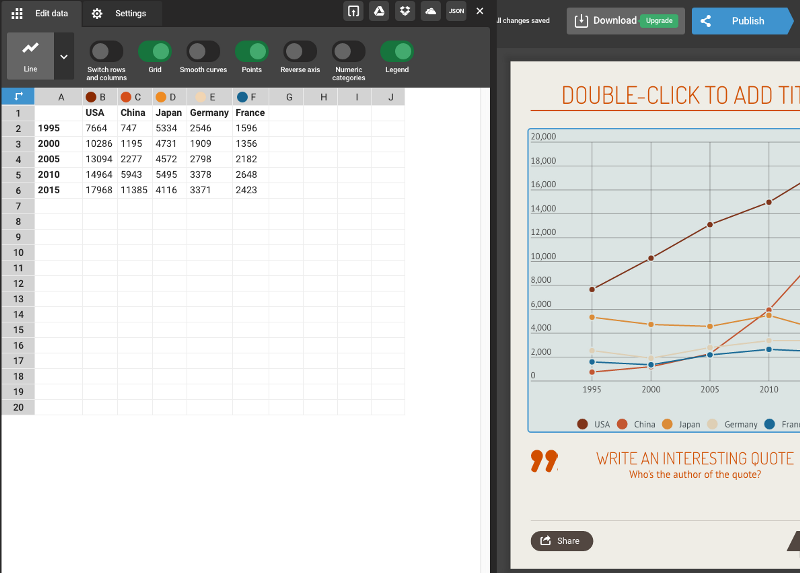 Edit data
Settings
JSON
All changes saved
Download
Upgrade
Publish
Line
Switch rows
and columns
Grid
Smooth curves
Points
Reverse axis
Numeric
categories
Legend
A B C D E F G H I J
1 USA China Japan Germany France
2 1995 7664 747 5334 2546 1596
3 2000 10286 1195 4731 1909 1356
4 2005 13094 2277 4572 2798 2182
5 2010 14964 5943 5495 3378 2648
6 2015 17968 11385 4116 3371 2423
7
8
9
10
11
12
13
14
15
16
17
18
19
20
DOUBLE-CLICK TO ADD TIT
20,000
18,000
16,000
14,000
12,000
10,000
8,000
6,000
4,000
2,000
0
1995 2000 2005 2010
USA China Japan Germany Fran
WRITE AN INTERESTING QUOTE
Who's the author of the quote?
Share